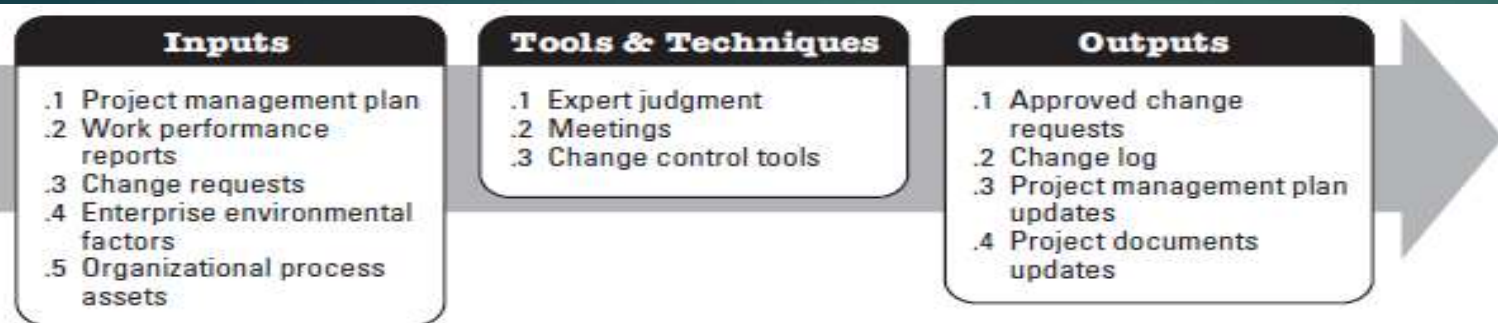 Inputs
.1 Project management plan
.2 Work performance
reports
.3 Change requests
.4 Enterprise environmental
factors
.5 Organizational process
assets
Tools & Techniques
.1 Expert judgment
.2 Meetings
.3 Change control tools
Outputs
.1 Approved change
requests
.2 Change log
.3 Project management plan
updates
.4 Project documents
updates